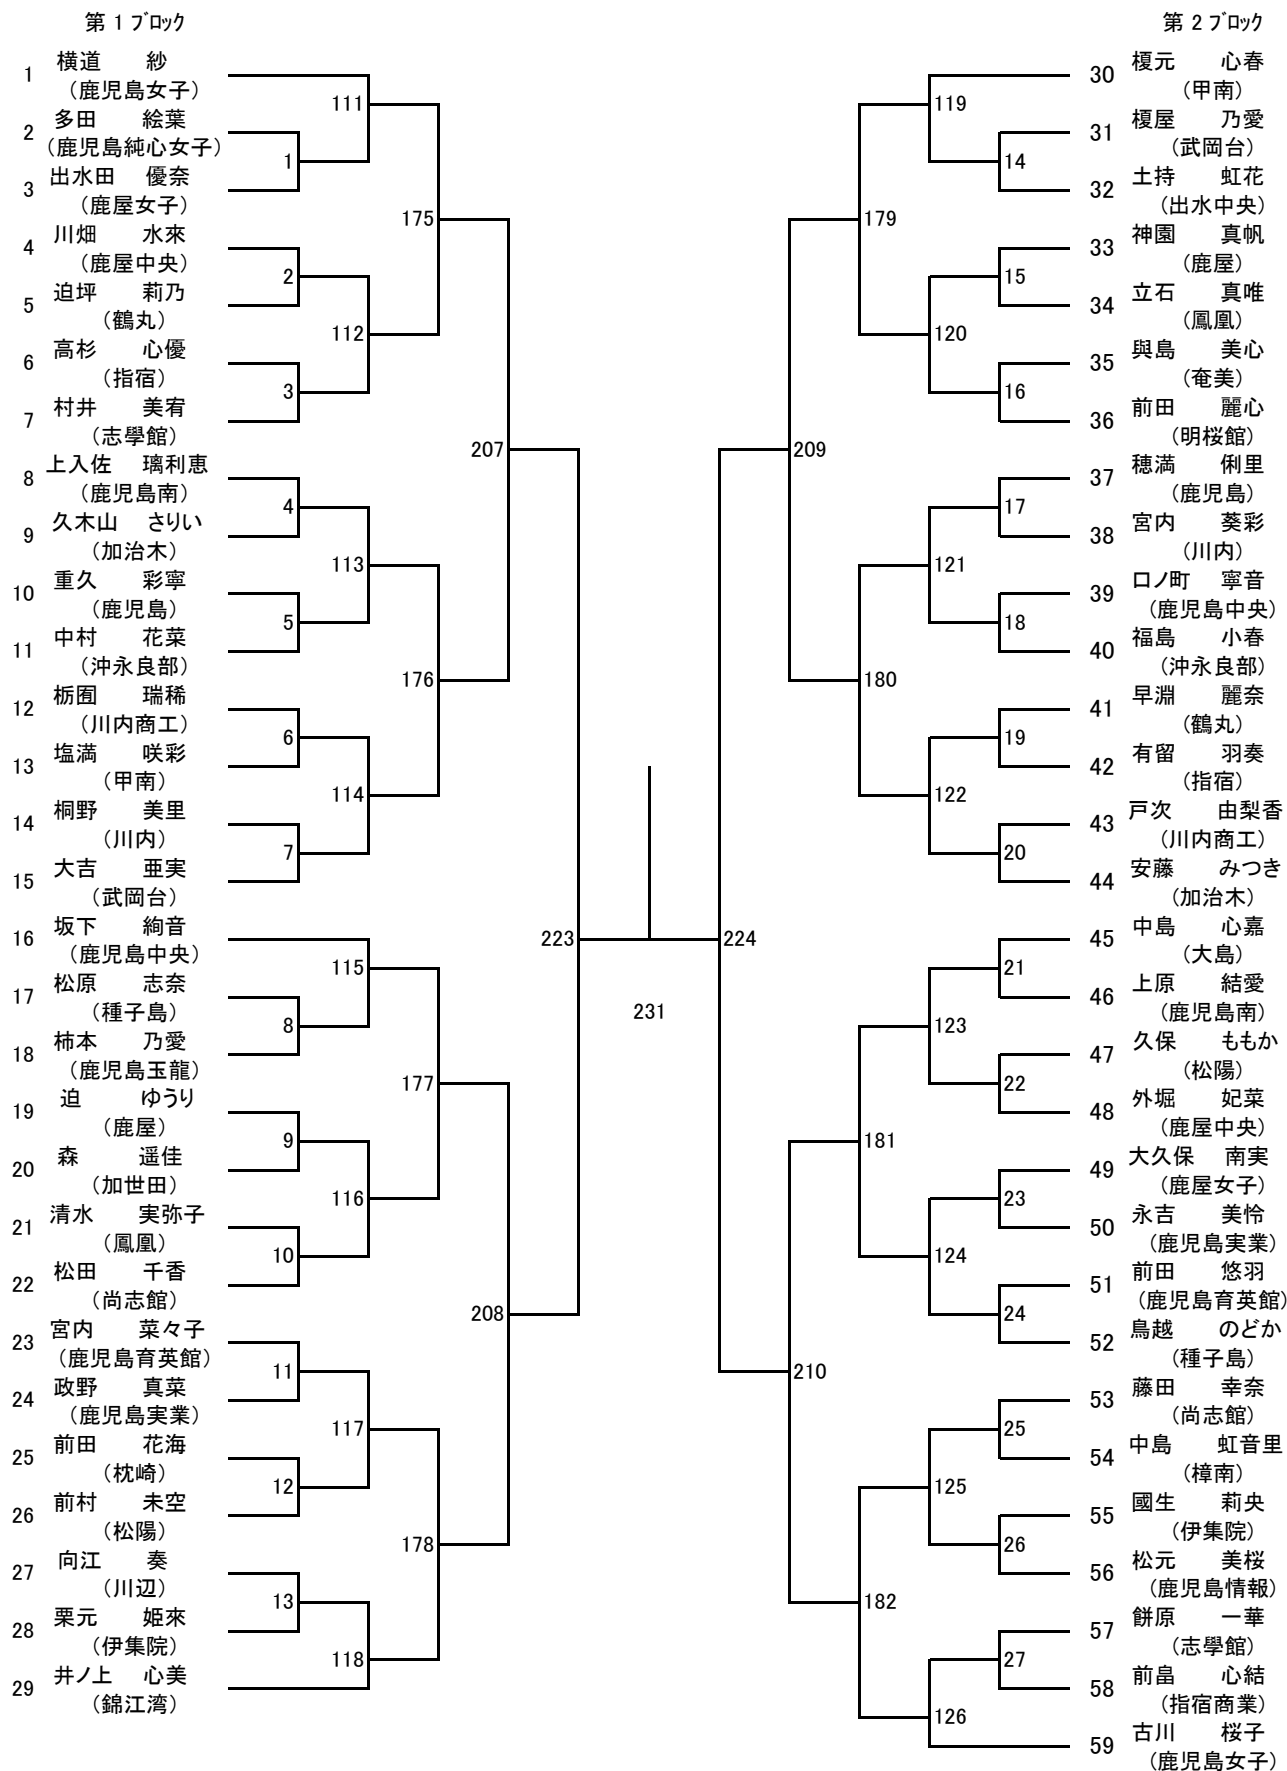 第１ブロック
1 横道 紗
(鹿児島女子)
2 多田 絵葉
(鹿児島純心女子)
3 出水田 優奈
(鹿屋女子)
4 川畑 水來
(鹿屋中央)
5 迫坪 莉乃
(鶴丸)
6 高杉 心優
(指宿)
7 村井 美宥
(志學館)
8 上入佐 璃利恵
(鹿児島南)
9 久木山 さりい
(加治木)
10 重久 彩寧
(鹿児島)
11 中村 花菜
(沖永良部)
12 栃囿 瑞稀
(川内商工)
13 塩満 咲彩
(甲南)
14 桐野 美里
(川内)
15 大吉 亜実
(武岡台)
16 坂下 絢音
(鹿児島中央)
17 松原 志奈
(種子島)
18 柿本 乃愛
(鹿児島玉龍)
19 迫 ゆうり
(鹿屋)
20 森 遥佳
(加世田)
21 清水 実弥子
(鳳凰)
22 松田 千香
(尚志館)
23 宮内 菜々子
(鹿児島育英館)
24 政野 真菜
(鹿児島実業)
25 前田 花海
(枕崎)
26 前村 未空
(松陽)
27 向江 奏
(川辺)
28 栗元 姫來
(伊集院)
29 井ノ上 心美
(錦江湾)
1
2
3
4
5
6
7
8
9
10
11
12
13
111
112
113
114
115
116
117
118
175
176
177
178
207
208
223
231
224
209
210
179
180
181
182
119
120
121
122
123
124
125
126
14
15
16
17
18
19
20
21
22
23
24
25
26
27
第２ブロック
30 榎元 心春
(甲南)
31 榎屋 乃愛
(武岡台)
32 土持 虹花
(出水中央)
33 神園 真帆
(鹿屋)
34 立石 真唯
(鳳凰)
35 與島 美心
(奄美)
36 前田 麗心
(明桜館)
37 穂満 俐里
(鹿児島)
38 宮内 葵彩
(川内)
39 口ノ町 寧音
(鹿児島中央)
40 福島 小春
(沖永良部)
41 早淵 麗奈
(鶴丸)
42 有留 羽奏
(指宿)
43 戸次 由梨香
(川内商工)
44 安藤 みつき
(加治木)
45 中島 心嘉
(大島)
46 上原 結愛
(鹿児島南)
47 久保 ももか
(松陽)
48 外堀 妃菜
(鹿屋中央)
49 大久保 南実
(鹿屋女子)
50 永吉 美怜
(鹿児島実業)
51 前田 悠羽
(鹿児島育英館)
52 鳥越 のどか
(種子島)
53 藤田 幸奈
(尚志館)
54 中島 虹音里
(樟南)
55 國生 莉央
(伊集院)
56 松元 美桜
(鹿児島情報)
57 餅原 一華
(志學館)
58 前畠 心結
(指宿商業)
59 古川 桜子
(鹿児島女子)